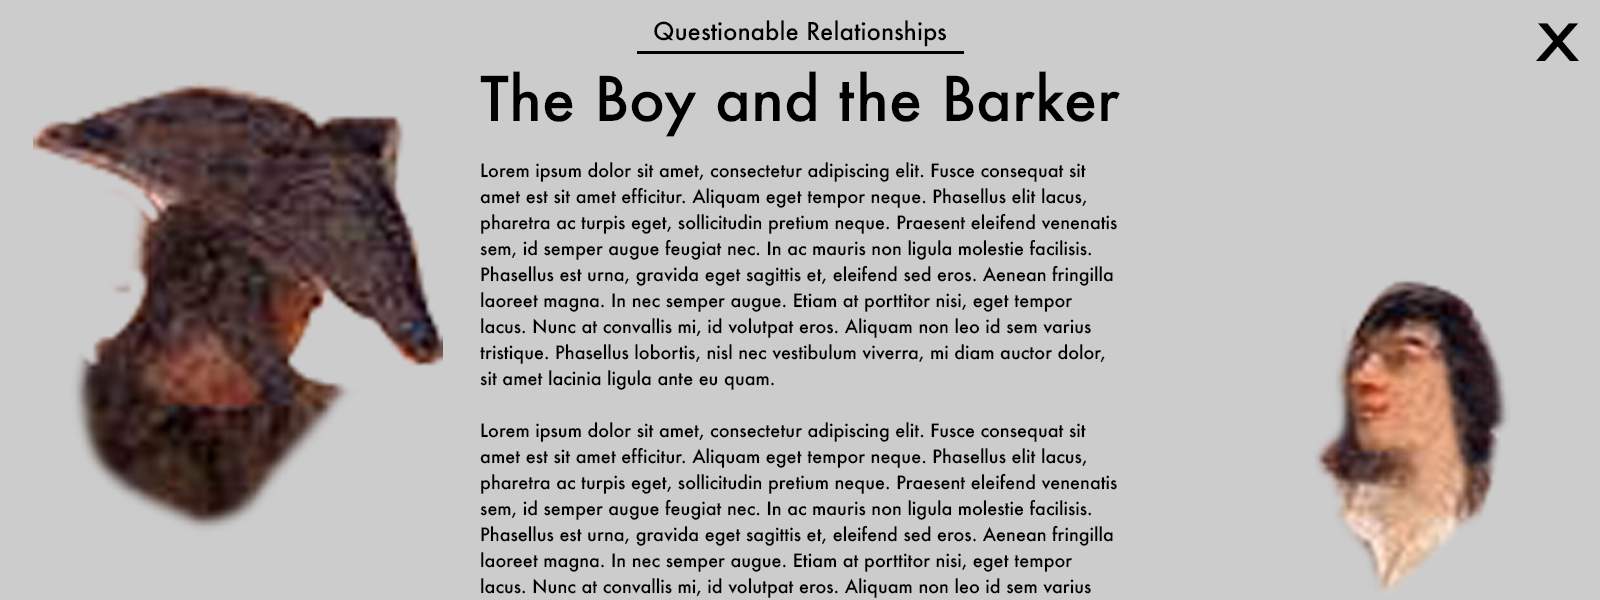 Questionable Relationships
X
The Boy and the Barker
Lorem ipsum dolor sit amet, consectetur adipiscing elit. Fusce consequat sit
amet est sit amet efficitur. Aliquam eget tempor neque. Phasellus elit lacus,
pharetra ac turpis eget, sollicitudin pretium neque. Praesent eleifend venenatis
sem, id semper augue feugiat nec. In ac mauris non ligula molestie facilisis.
Phasellus est urna, gravida eget sagittis et, eleifend sed eros. Aenean fringilla
laoreet magna. In nec semper augue. Etiam at porttitor nisi, eget tempor
lacus. Nunc at convallis mi, id volutpat eros. Aliquam non leo id sem varius
tristique. Phasellus lobortis, nisl nec vestibulum viverra, mi diam auctor dolor,
sit amet lacinia ligula ante eu quam.
Lorem ipsum dolor sit amet, consectetur adipiscing elit. Fusce consequat sit
amet est sit amet efficitur. Aliquam eget tempor neque. Phasellus elit lacus,
pharetra ac turpis eget, sollicitudin pretium neque. Praesent eleifend venenatis
sem, id semper augue feugiat nec. In ac mauris non ligula molestie facilisis.
Phasellus est urna, gravida eget sagittis et, eleifend sed eros. Aenean fringilla
laoreet magna. In nec semper augue. Etiam at porttitor nisi, eget tempor
lacus. Nunc at convallis mi, id volutpat eros. Aliquam non leo id sem varius